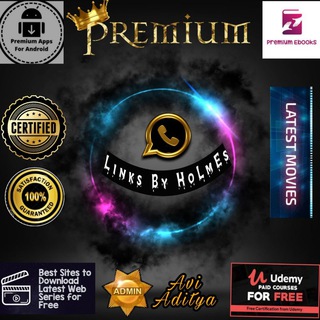 PREMIUM
Premium Apps
For Android
Premium Ebooks
CERTIFIED
LATEST MOVIES
SATISFACTION
100%
GUARANTEED
Links By HoLmEs
Best Sites to
Download
Latest Web
Series for
Free
ADMIN
Avi
Aditya
Udemy
PAID COURSES
FOR FREE
Free Certification from Udemy